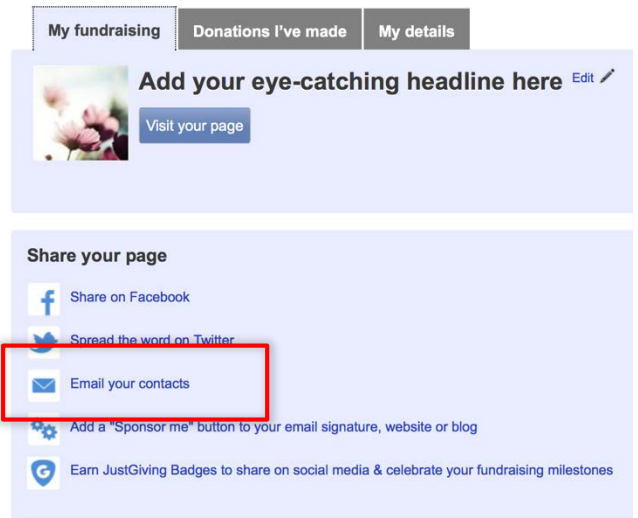 My fundraising
Donations I've made
My details
Add your eye-catching headline here
Edit
Visit your page
Share your page
Share on Facebook
Spread the word on Twitter
Email your contacts
Add a "Sponsor me" button to your email signature, website or blog
Earn JustGiving Badges to share on social media & celebrate your fundraising milestones